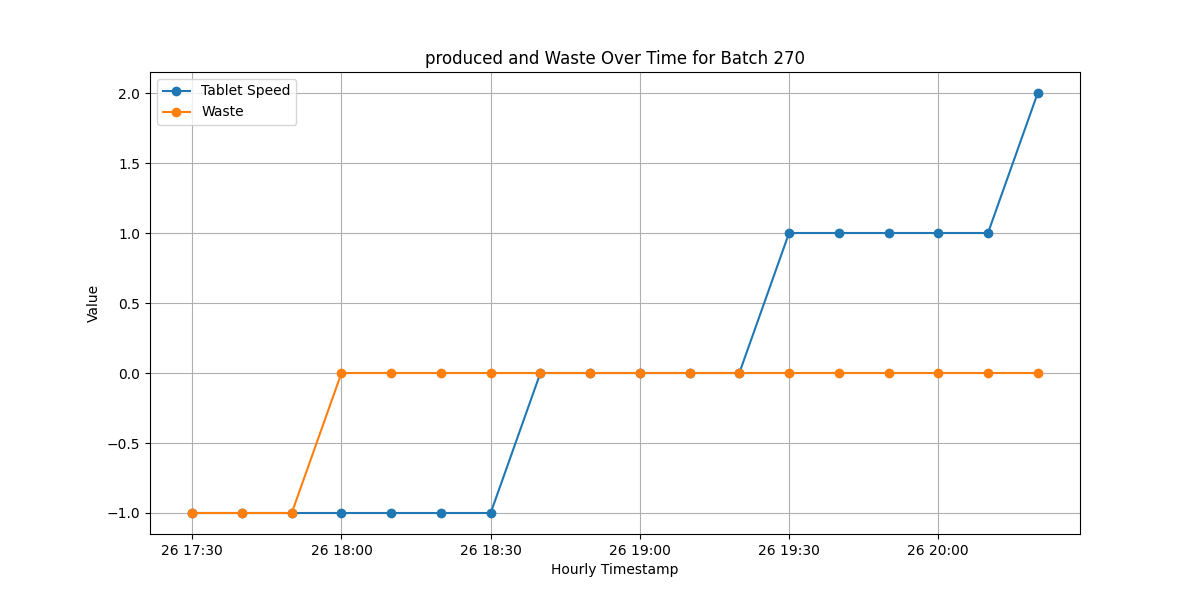 produced and Waste Over Time for Batch 270
Tablet Speed
Waste
2.0
1.5
1.0
0.5
0.0
−0.5
−1.0
Value
26 17:30 26 18:00 26 18:30 26 19:00 26 19:30 26 20:00
Hourly Timestamp